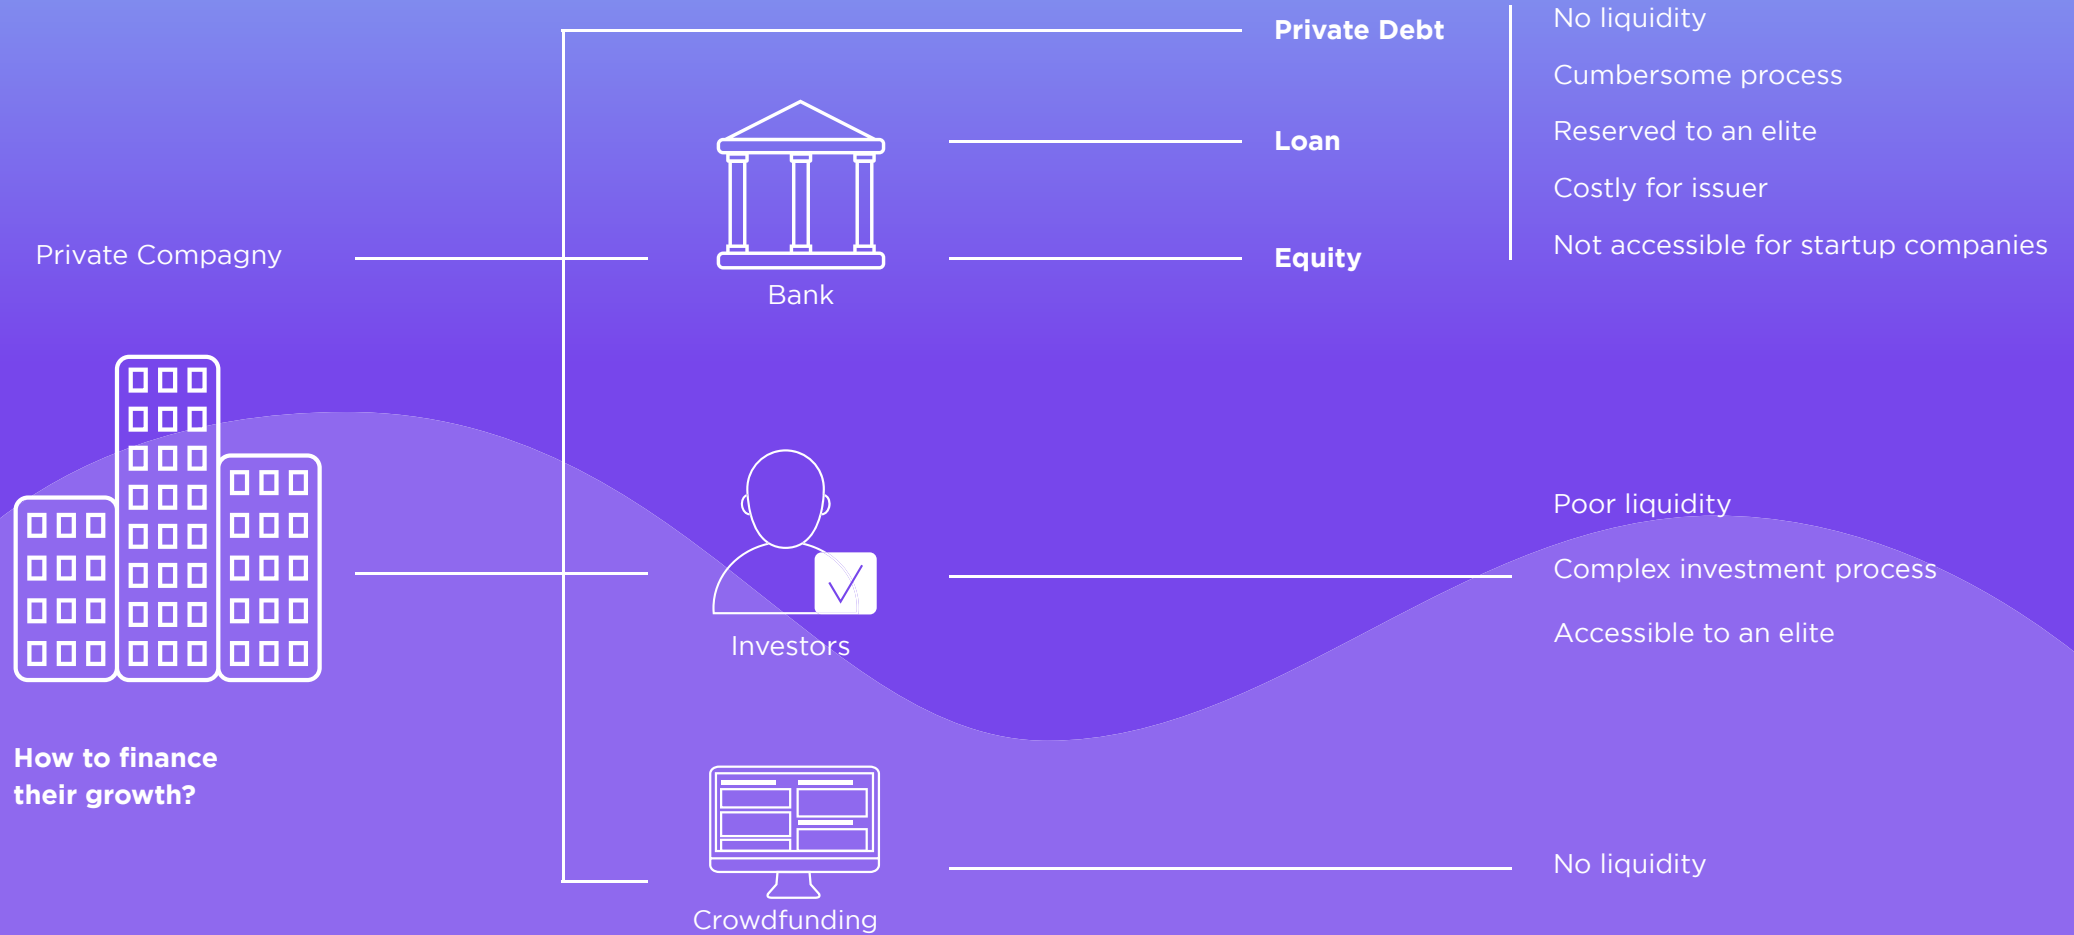 Private Debt
No liquidity
Cumbersome process
Reserved to an elite
Loan
Costly for issuer
Private Compagny
Equity
Not accessible for startup companies
Bank
Poor liquidity
Complex investment process
Accessible to an elite
Investors
How to finance
their growth?
No liquidity
Crowdfunding